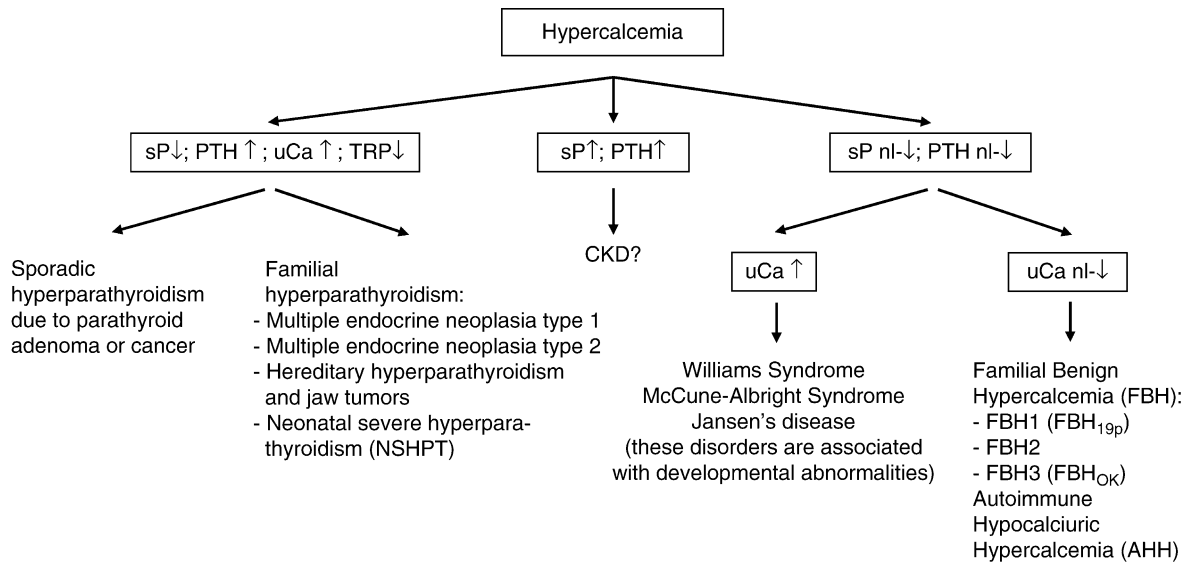 Hypercalcemia
sP↓; PTH ↑ ; uCa ↑ ; TRP↓
sP↑; PTH↑
sP nl-↓; PTH nl-↓
Sporadic
hyperparathyroidism
due to parathyroid
adenoma or cancer
Familial
hyperparathyroidism:
- Multiple endocrine neoplasia type 1
- Multiple endocrine neoplasia type 2
- Hereditary hyperparathyroidism
and jaw tumors
- Neonatal severe hyperpara-
thyroidism (NSHPT)
CKD?
uCa ↑
Williams Syndrome
McCune-Albright Syndrome
Jansen’s disease
(these disorders are associated
with developmental abnormalities)
uCa nl-↓
Familial Benign
Hypercalcemia (FBH):
- FBH1 (FBH19p)
- FBH2
- FBH3 (FBHOK)
Autoimmune
Hypocalciuric
Hypercalcemia (AHH)